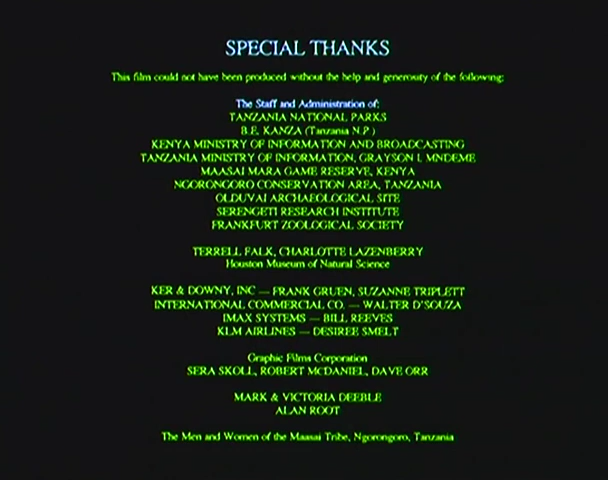 SPECIAL THANKS
This film could not have been produced without the help and generosity of the following:
The Staff and Administration of:
TANZANIA NATIONAL PARKS
B.E. KANZA (Tanzania N.P.)
KENYA MINISTRY OF INFORMATION AND BROADCASTING
TANZANIA MINISTRY OF INFORMATION, GRAYSON I. MNDEME
MAASAI MARA GAME RESERVE, KENYA
NGORONGORO CONSERVATION AREA, TANZANIA
OLDUVAI ARCHAEOLOGICAL SITE
SERENGETI RESEARCH INSTITUTE
FRANKFURT ZOOLOGICAL SOCIETY
TERRELL FALK, CHARLOTTE LAZENBERRY
Houston Museum of Natural Science
KER & DOWNY, INC — FRANK GRUEN, SUZANNE TRIPLETT
INTERNATIONAL COMMERCIAL CO. — WALTER D'SOUZA
IMAX SYSTEMS — BILL REEVES
KLM AIRLINES — DESIREE SMELT
Graphic Films Corporation
SERA SKOLL, ROBERT MCDANIEL, DAVE ORR
MARK & VICTORIA DEEBLE
ALAN ROOT
The Men and Women of the Maasai Tribe, Ngorongoro, Tanzania